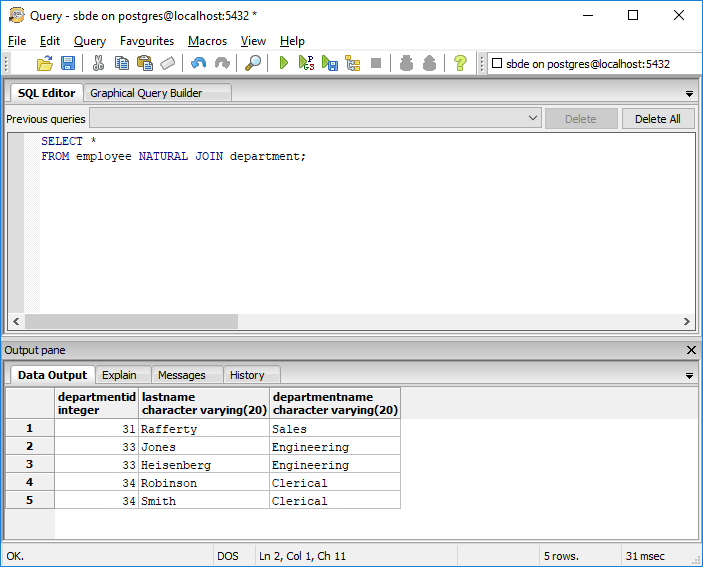 Query - sbde on postgres@localhost:5432 *
File Edit Query Favourites Macros View Help
sbde on postgres@localhost:5432
SQL Editor Graphical Query Builder
Previous queries Delete Delete All
SELECT *
FROM employee NATURAL JOIN department;
Output pane
Data Output Explain Messages History
departmentid lastname departmentname
integer character varying(20) character varying(20)
1 31 Rafferty Sales
2 33 Jones Engineering
3 33 Heisenberg Engineering
4 34 Robinson Clerical
5 34 Smith Clerical
OK. DOS Ln 2, Col 1, Ch 11 5 rows. 31 msec